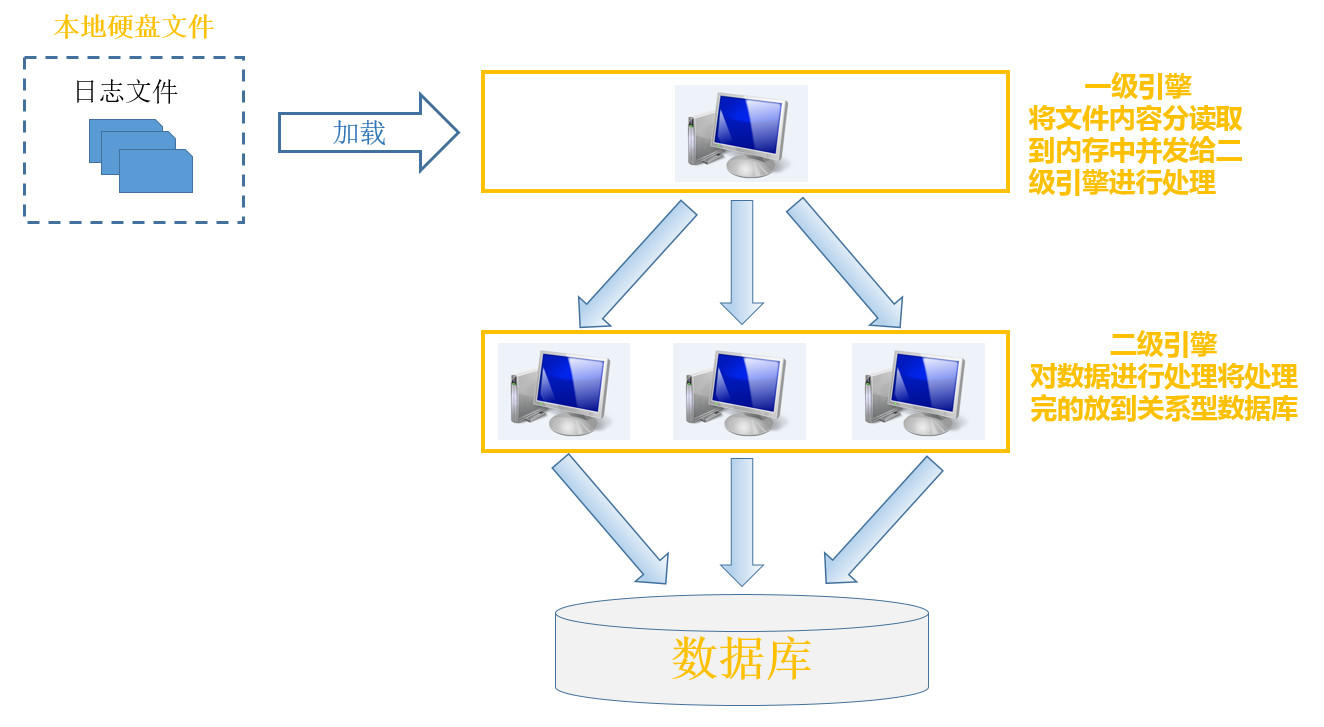 本地硬盘文件
日志文件
加载
一级引擎
将文件内容分读取
到内存中并发给二
级引擎进行处理
二级引擎
对数据进行处理将处理
完的放到关系型数据库
数据库